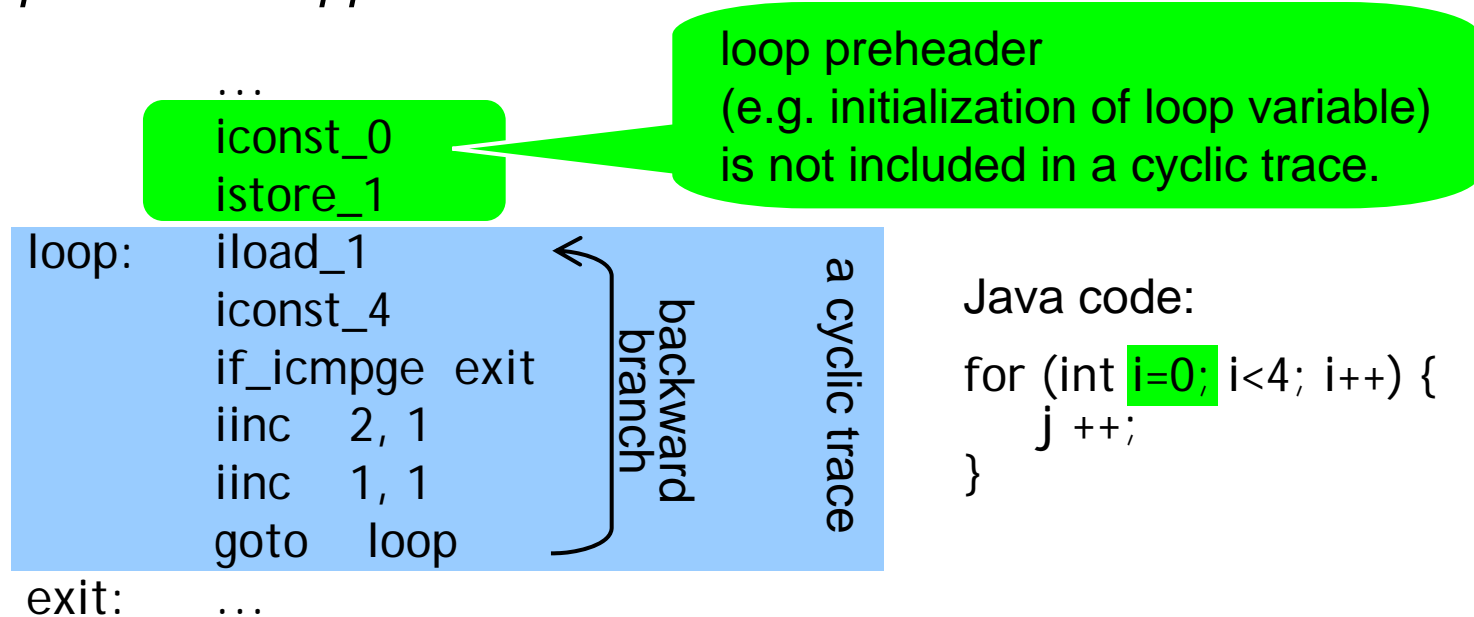 ...
iconst_0
istore_1
loop preheader
(e.g. initialization of loop variable)
is not included in a cyclic trace.
loop: iload_1
iconst_4
if_icmpge exit
iinc 2, 1
iinc 1, 1
goto loop
exit: ...
backward
branch
a cyclic trace
Java code:
for (int i=0; i<4; i++) {
j ++;
}